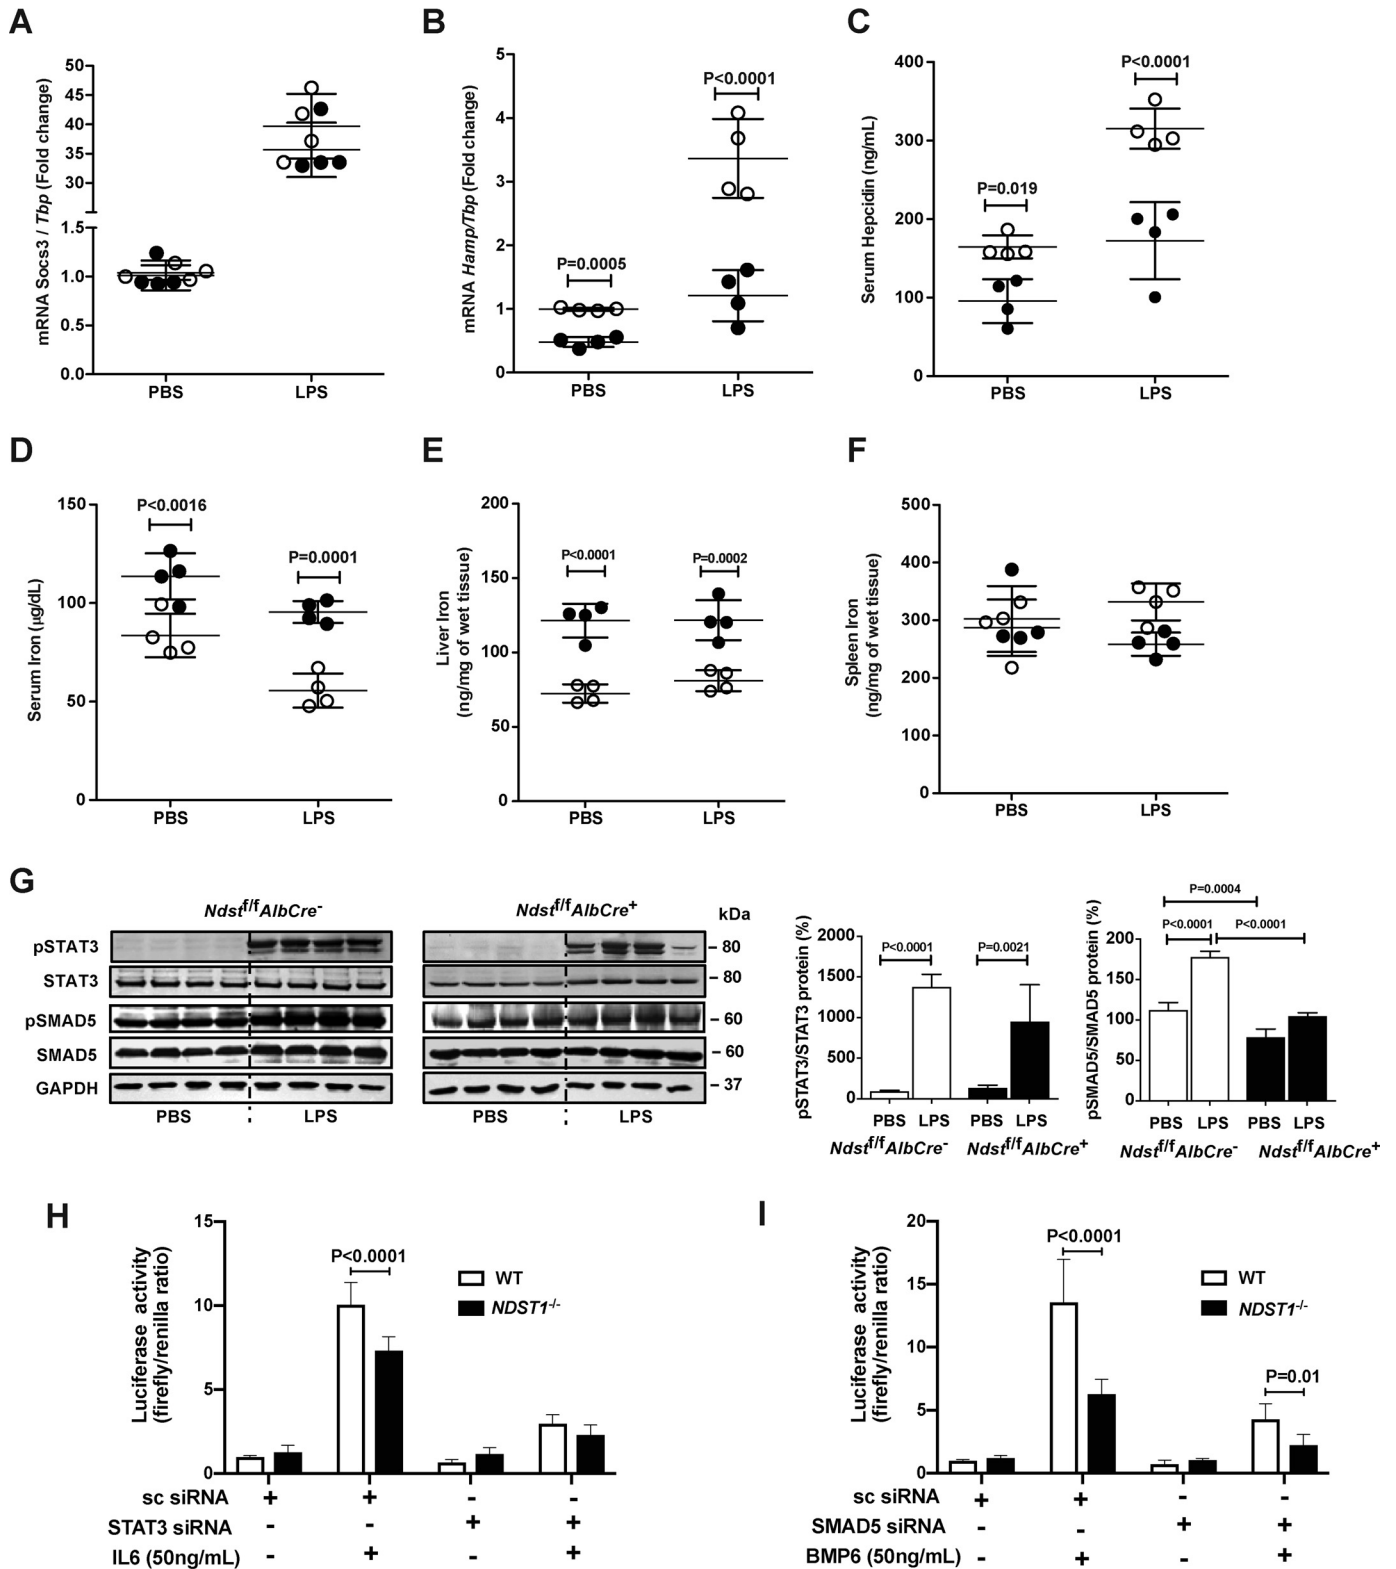 A
mRNA Socs3 / Tbp (Fold change)
50
45
40
35
30
1.5
1.0
0.5
0.0
PBS
LPS
B
mRNA Hamp/Tbp (Fold change)
5
4
3
2
1
0
P=0.0005
P<0.0001
PBS
LPS
C
Serum Hepcidin (ng/mL)
400
300
200
100
0
P=0.019
P<0.0001
PBS
LPS
D
Serum Iron (µg/dL)
150
100
50
0
P<0.0016
P=0.0001
PBS
LPS
E
Liver Iron
(ng/mg of wet tissue)
200
150
100
50
0
P<0.0001
P=0.0002
PBS
LPS
F
Spleen Iron
(ng/mg of wet tissue)
500
400
300
200
100
0
PBS
LPS
G
Ndstf/fAlbCre-
Ndstf/fAlbCre+
kDa
pSTAT3
80
STAT3
80
pSMAD5
60
SMAD5
60
GAPDH
37
PBS
LPS
PBS
LPS
pSTAT3/STAT3 protein (%)
2000
1500
1000
500
0
P<0.0001
P=0.0021
PBS LPS PBS LPS
Ndstf/fAlbCre- Ndstf/fAlbCre+
pSMAD5/SMAD5 protein (%)
200
150
100
50
0
P=0.0004
P<0.0001
P<0.0001
PBS LPS PBS LPS
Ndstf/fAlbCre- Ndstf/fAlbCre+
H
Luciferase activity
(firefly/renilla ratio)
15
10
5
0
P<0.0001
WT
NDST1-/-
sc siRNA + + - -
STAT3 siRNA - - + +
IL6 (50ng/mL) - + - +
I
Luciferase activity
(firefly/renilla ratio)
20
15
10
5
0
P<0.0001
P=0.01
WT
NDST1-/-
sc siRNA + + - -
SMAD5 siRNA - - + +
BMP6 (50ng/mL) - + - +